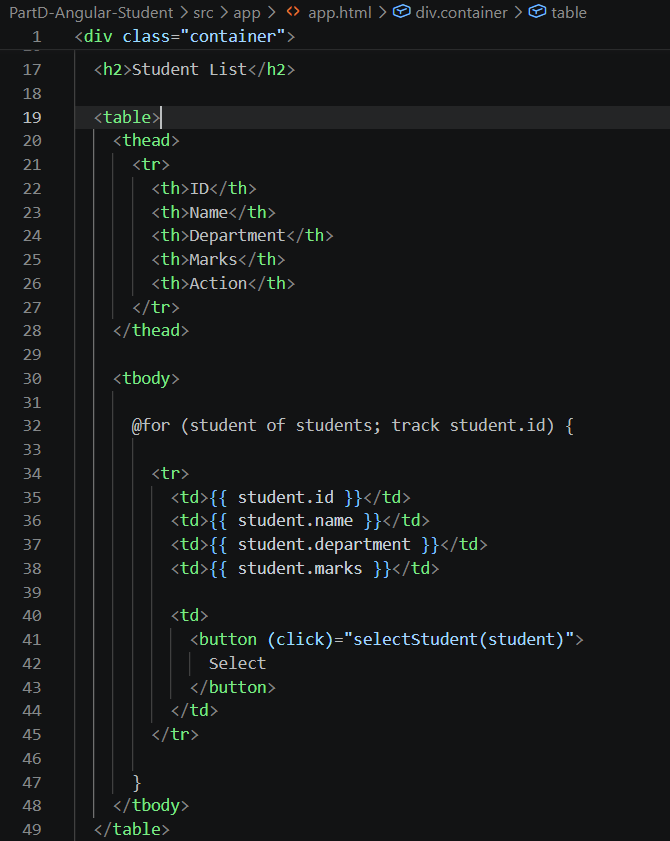 PartD-Angular-Student > src > app > <> app.html > div.container > table
1 <div class="container">
17 <h2>Student List</h2>
18
19 <table>
20 <thead>
21 <tr>
22 <th>ID</th>
23 <th>Name</th>
24 <th>Department</th>
25 <th>Marks</th>
26 <th>Action</th>
27 </tr>
28 </thead>
29
30 <tbody>
31
32 @for (student of students; track student.id) {
33
34 <tr>
35 <td>{{ student.id }}</td>
36 <td>{{ student.name }}</td>
37 <td>{{ student.department }}</td>
38 <td>{{ student.marks }}</td>
39
40 <td>
41 <button (click)="selectStudent(student)">
42 Select
43 </button>
44 </td>
45 </tr>
46
47 }
48 </tbody>
49 </table>